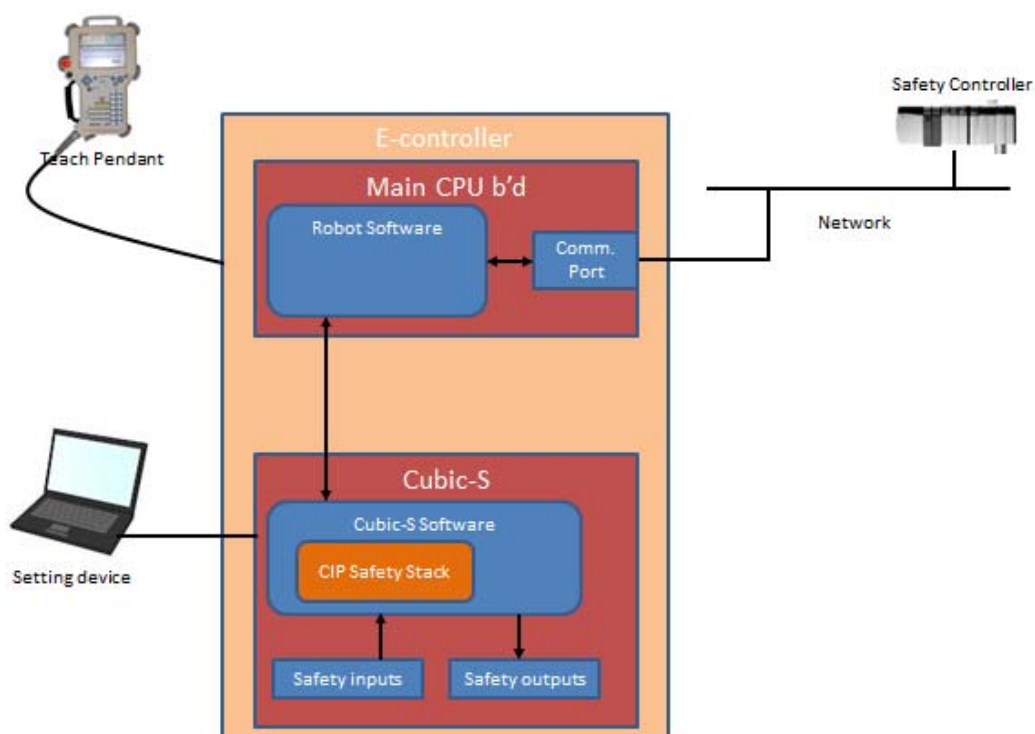 Safety Controller
Teach Pendant
E-controller
Main CPU b'd
Robot Software
Comm.
Port
Network
Cubic-S
Cubic-S Software
CIP Safety Stack
Setting device
Safety inputs
Safety outputs